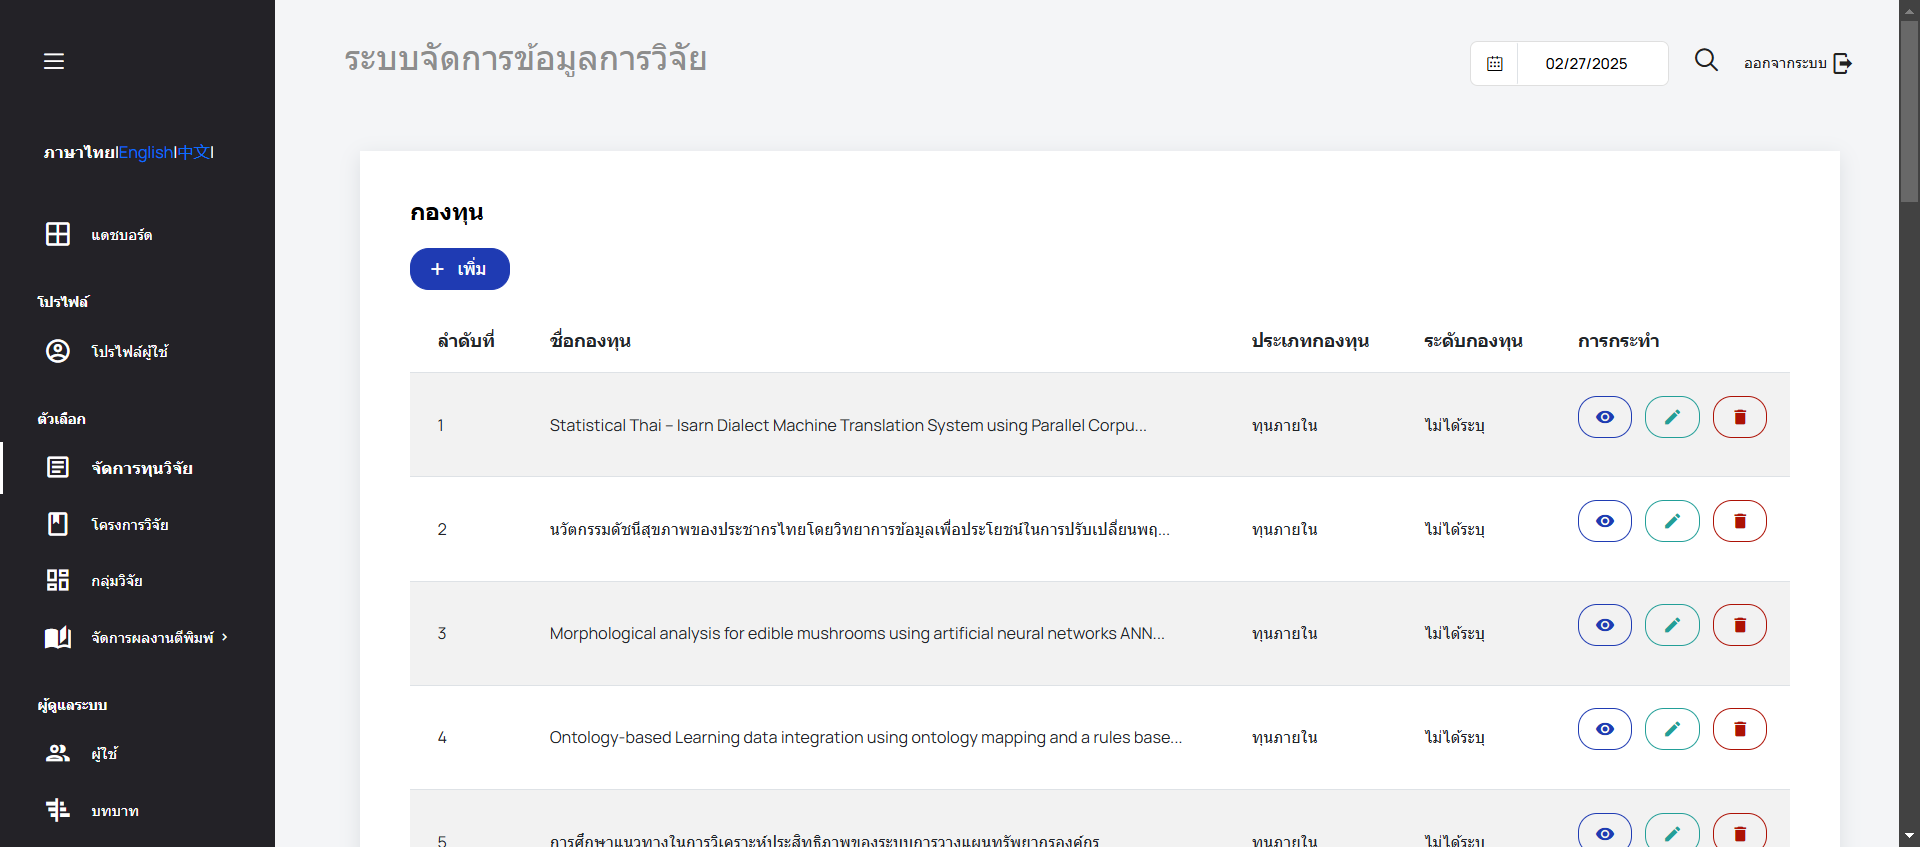 ระบบจัดการข้อมูลการวิจัย
02/27/2025
ออกจากระบบ
ภาษาไทย|English|中文|
แดชบอร์ด
โปรไฟล์
โปรไฟล์ผู้ใช้
ตัวเลือก
จัดการทุนวิจัย
โครงการวิจัย
กลุ่มวิจัย
จัดการผลงานตีพิมพ์
ผู้ดูแลระบบ
ผู้ใช้
บทบาท
กองทุน
+ เพิ่ม
ลำดับที่ ชื่อกองทุน ประเภทกองทุน ระดับกองทุน การกระทำ
1 Statistical Thai – Isarn Dialect Machine Translation System using Parallel Corpu... ทุนภายใน ไม่ได้ระบุ
2 นวัตกรรมดัชนีสุขภาพของประชากรไทยโดยวิทยาการข้อมูลเพื่อประโยชน์ในการปรับเปลี่ยนพฤ... ทุนภายใน ไม่ได้ระบุ
3 Morphological analysis for edible mushrooms using artificial neural networks ANN... ทุนภายใน ไม่ได้ระบุ
4 Ontology-based Learning data integration using ontology mapping and a rules base... ทุนภายใน ไม่ได้ระบุ
5 การศึกษาแนวทางในการวิเคราะห์ประสิทธิภาพของระบบการวางแผนทรัพยากรองค์กร ทุนภายใน ไม่ได้ระบุ